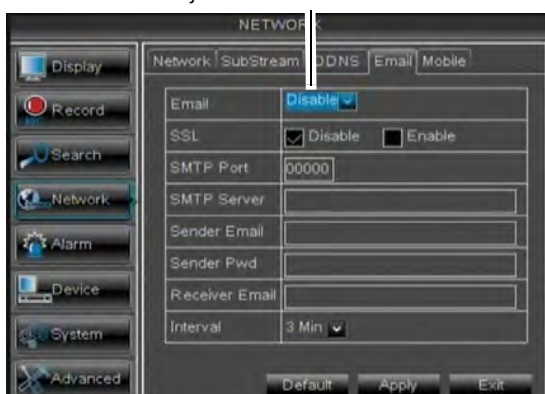 NETWORK
Display
Record
Search
Network
Alarm
Device
System
Advanced
Network SubStream DDNS Email Mobile
Email Disable
SSL Disable Enable
SMTP Port 00000
SMTP Server
Sender Email
Sender Pwd
Receiver Email
Interval 3 Min
Default Apply Exit